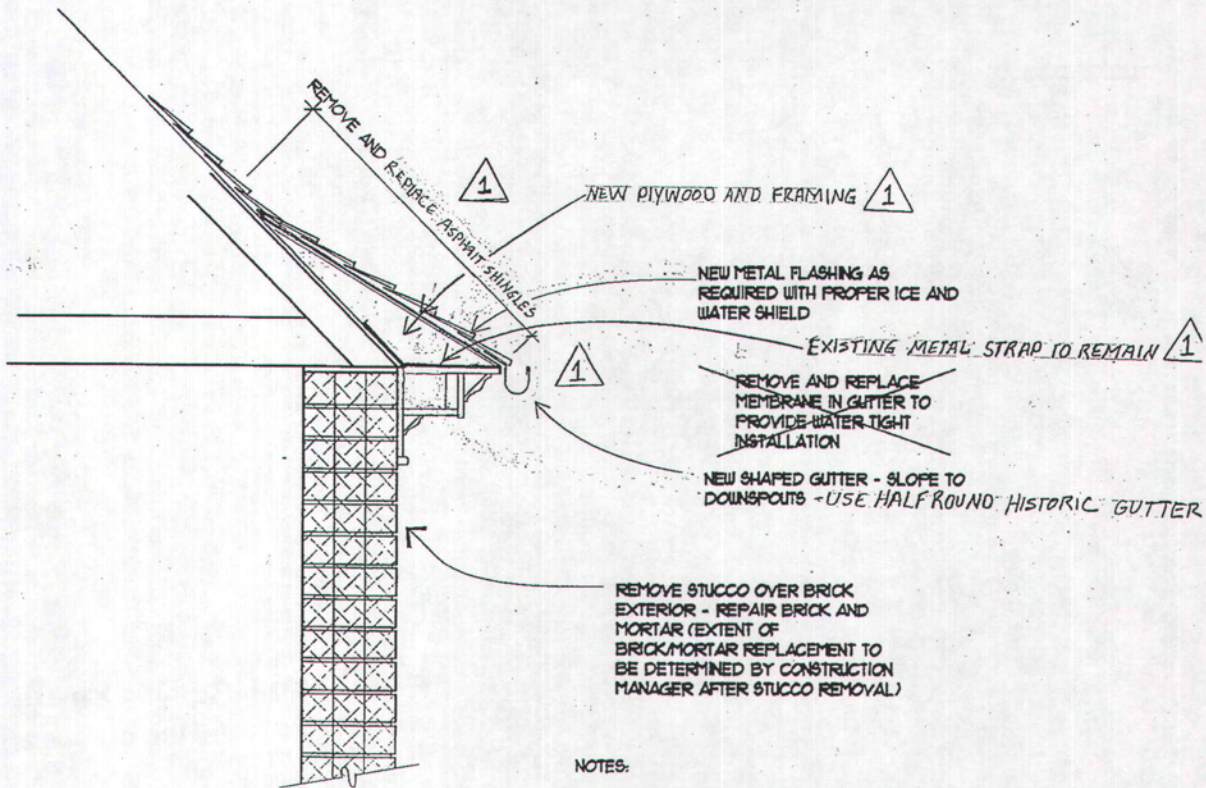 REMOVE AND REPLACE ASPHALT SHINGLES
1
NEW PLYWOOD AND FRAMING 1
NEW METAL FLASHING AS
REQUIRED WITH PROPER ICE AND
WATER SHIELD
EXISTING METAL STRAP TO REMAIN 1
1
REMOVE AND REPLACE
MEMBRANE IN GUTTER TO
PROVIDE WATER TIGHT
INSTALLATION
NEW SHAPED GUTTER - SLOPE TO
DOWNSPOUTS - USE HALF ROUND HISTORIC GUTTER
REMOVE STUCCO OVER BRICK
EXTERIOR - REPAIR BRICK AND
MORTAR (EXTENT OF
BRICK/MORTAR REPLACEMENT TO
BE DETERMINED BY CONSTRUCTION
MANAGER AFTER STUCCO REMOVAL)
NOTES: